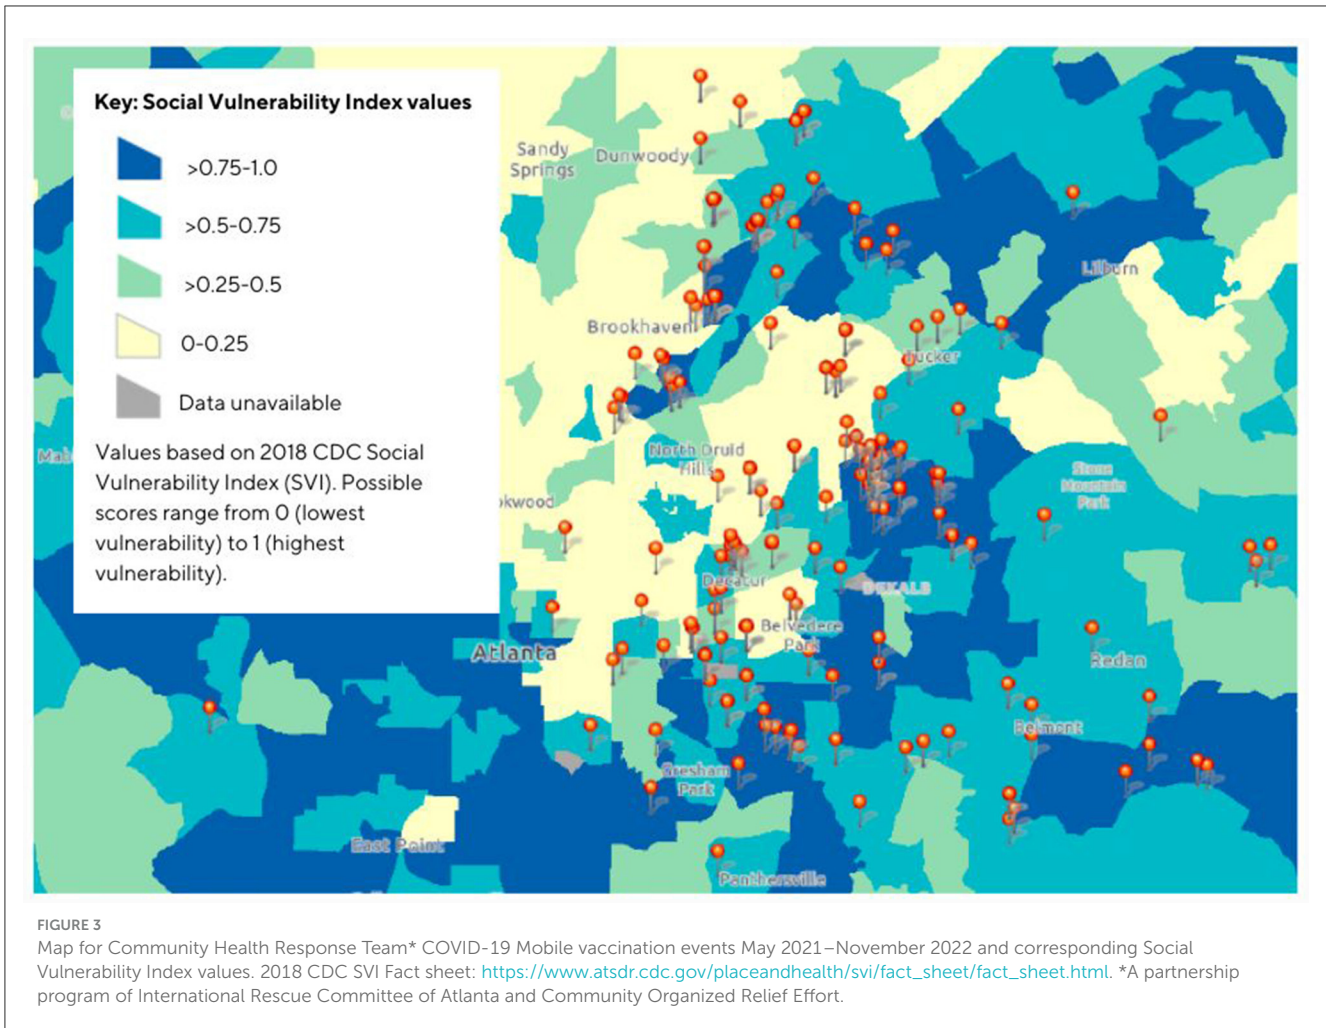 Key: Social Vulnerability Index values
>0.75-1.0
>0.5-0.75
>0.25-0.5
0-0.25
Data unavailable
Values based on 2018 CDC Social
Vulnerability Index (SVI). Possible
scores range from 0 (lowest
vulnerability) to 1 (highest
vulnerability).
Sandy
Springs
Dunwoody
Lilburn
Brookhaven
Tucker
North Druid
Hills
Stone
Mountain
Park
Mab
okwood
Decatur
DEKALB
Belvedere
Park
Atlanta
Redan
Belmont
Gresham
Park
East Point
Panthersville
FIGURE 3
Map for Community Health Response Team* COVID-19 Mobile vaccination events May 2021–November 2022 and corresponding Social
Vulnerability Index values. 2018 CDC SVI Fact sheet: https://www.atsdr.cdc.gov/placeandhealth/svi/fact_sheet/fact_sheet.html. *A partnership
program of International Rescue Committee of Atlanta and Community Organized Relief Effort.